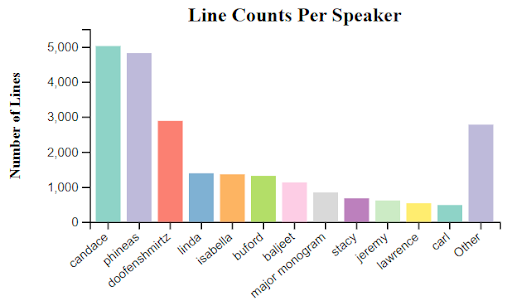 Line Counts Per Speaker
Number of Lines
5,000
4,000
3,000
2,000
1,000
0
candace
phineas
doofenshmirtz
linda
isabella
buford
baljeet
major monogram
stacy
jeremy
lawrence
carl
Other